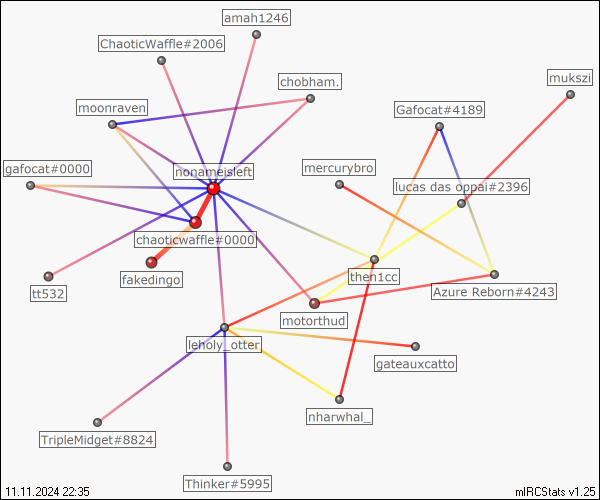 amah1246
ChaoticWaffle#2006
mukszi
chobham.
moonraven
Gafocat#4189
gafocat#0000
nonameisleft
mercurybro
lucas das oppai#2396
chaoticwaffle#0000
fakedingo
then1cc
tt532
Azure Reborn#4243
motorthud
leholy_otter
gateauxcatto
nharwhal_
TripleMidget#8824
Thinker#5995
11.11.2024 22:35
mIRCStats v1.25